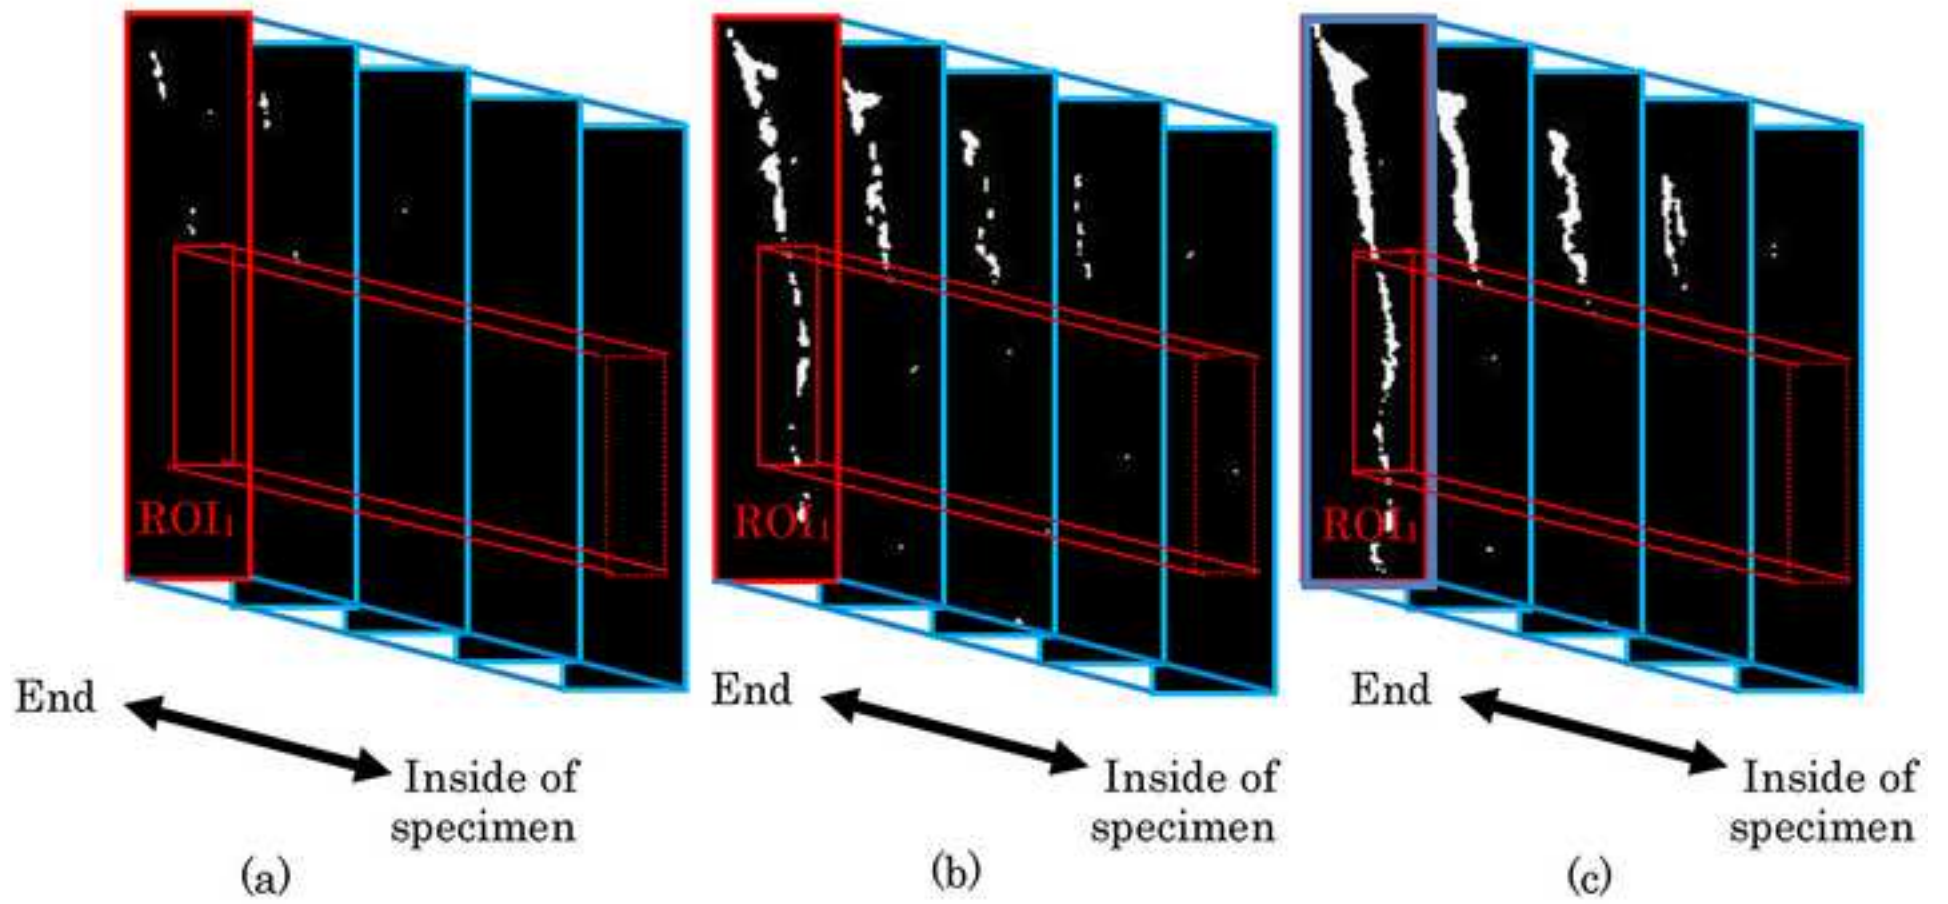 ROI₁
ROI₁
ROI₁
End
End
End
Inside of
specimen
Inside of
specimen
Inside of
specimen
(a)
(b)
(c)